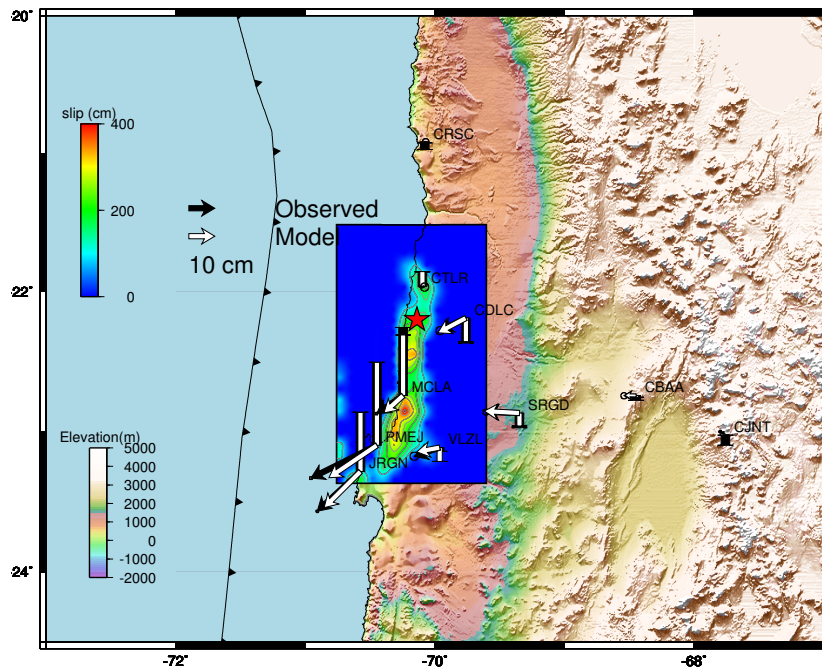 -20°
CRSC
slip (cm)
400
200
0
Observed
Model
10 cm
CTLR
-22°
CDLC
MCLA
CBAA
SRGD
CJNT
PMEJ
VLZL
JRGN
Elevation(m)
5000
4000
3000
2000
1000
0
-1000
-2000
-24°
-72°
-70°
-68°